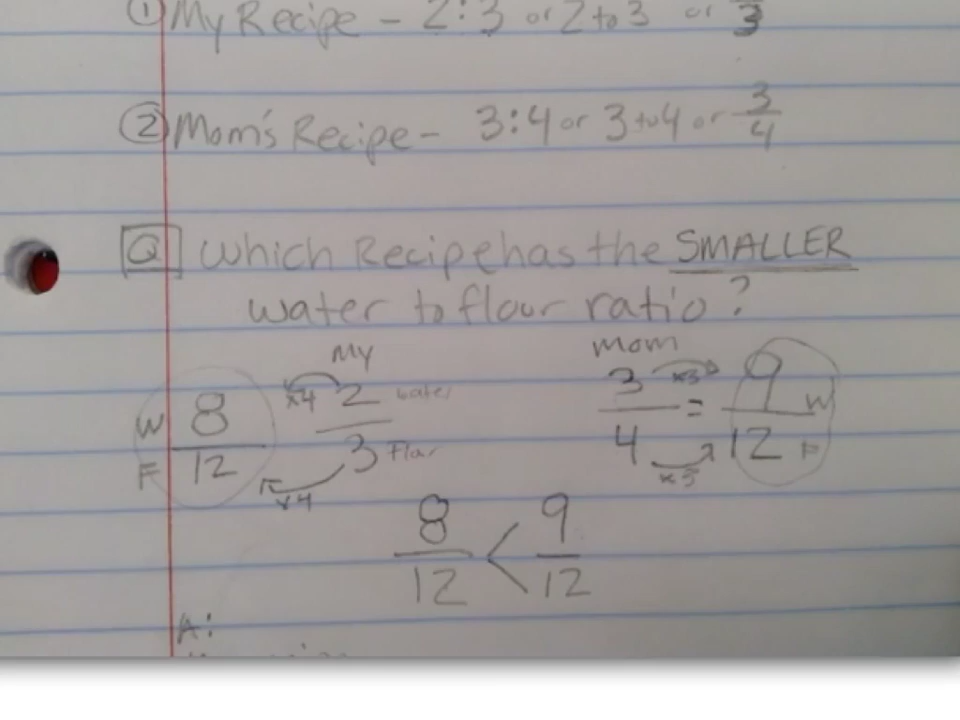 ① My Recipe - 2:3 or 2 to 3 or /3
② Mom's Recipe - 3:4 or 3 to 4 or 3/4
Q Which Recipe has the SMALLER
water to flour ratio?
My Mom
W 8 x4 2 water 3 x3 9 W
F 12 x4 3 Flor 4 = 12 F
8/12 < 9/12
A: